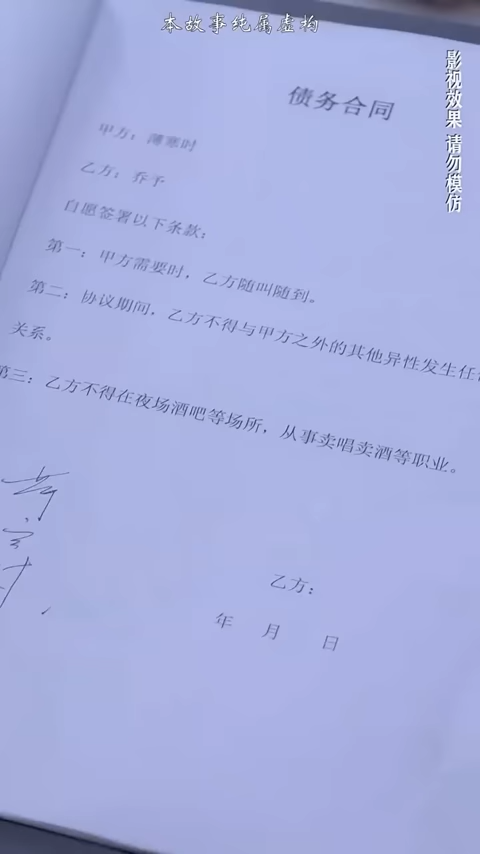 本故事纯属虚构
影视效果 请勿模仿
债务合同
甲方：薄寒时
乙方：乔予
自愿签署以下条款：
第一：甲方需要时，乙方随叫随到。
第二：协议期间，乙方不得与甲方之外的其他异性发生任
关系。
第三：乙方不得在夜场酒吧等场所，从事卖唱卖酒等职业。
乙方：
年 月 日